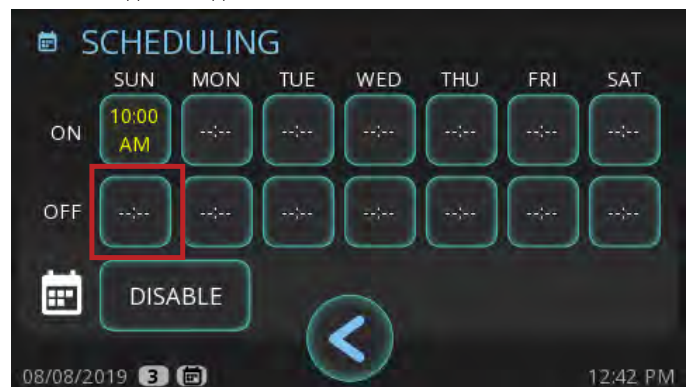 SCHEDULING
SUN MON TUE WED THU FRI SAT
ON 10:00 AM --:-- --:-- --:-- --:-- --:-- --:--
OFF --:-- --:-- --:-- --:-- --:-- --:-- --:--
DISABLE
08/08/2019 3 12:42 PM